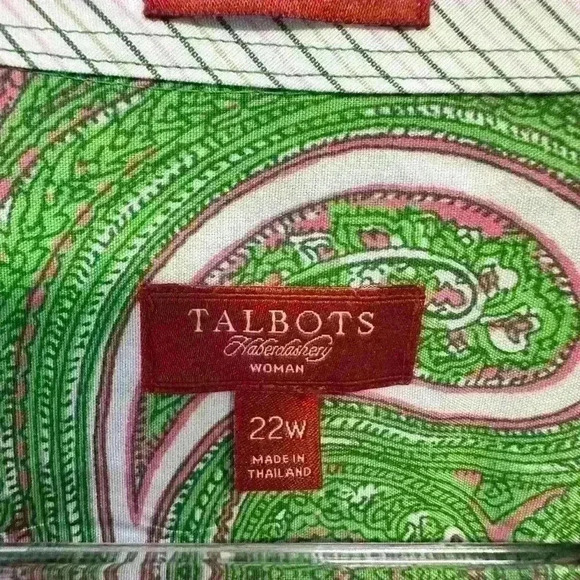 TALBOTS
Haberdashery
WOMAN
22W
MADE IN
THAILAND